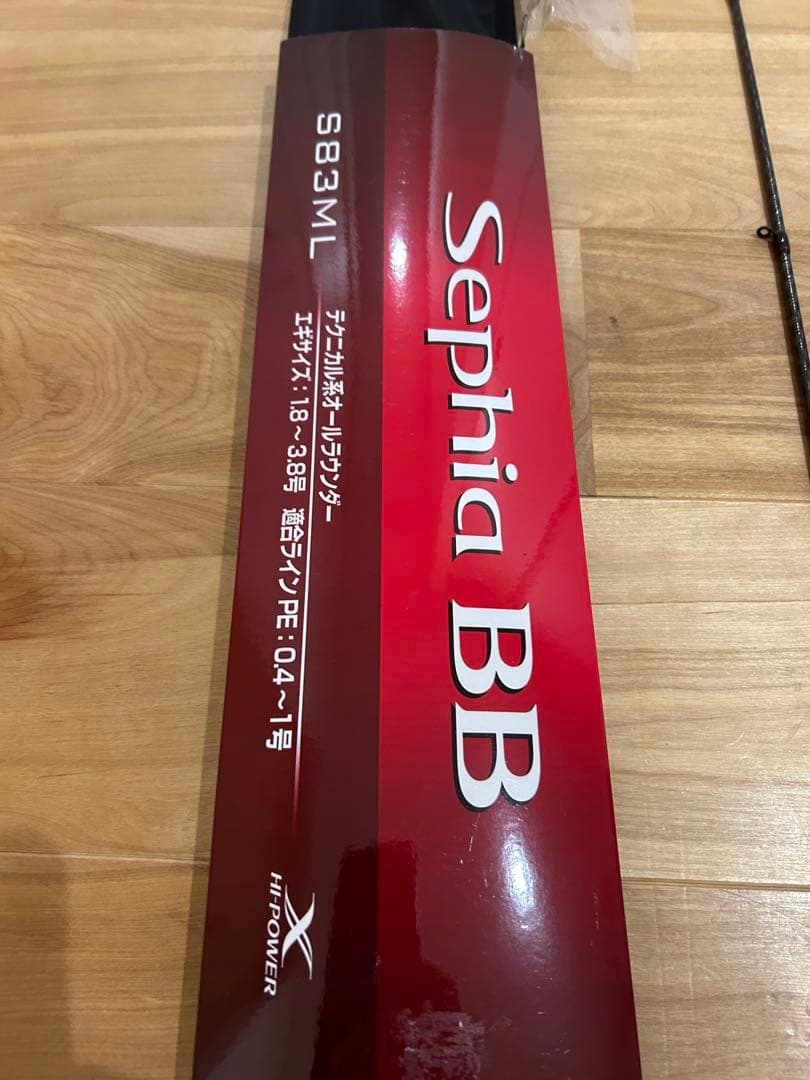 Sephia BB
S83ML
テクニカル系オールラウンダー
エギサイズ：1.8～3.8号 適合ラインPE：0.4～1号
X
HI-POWER